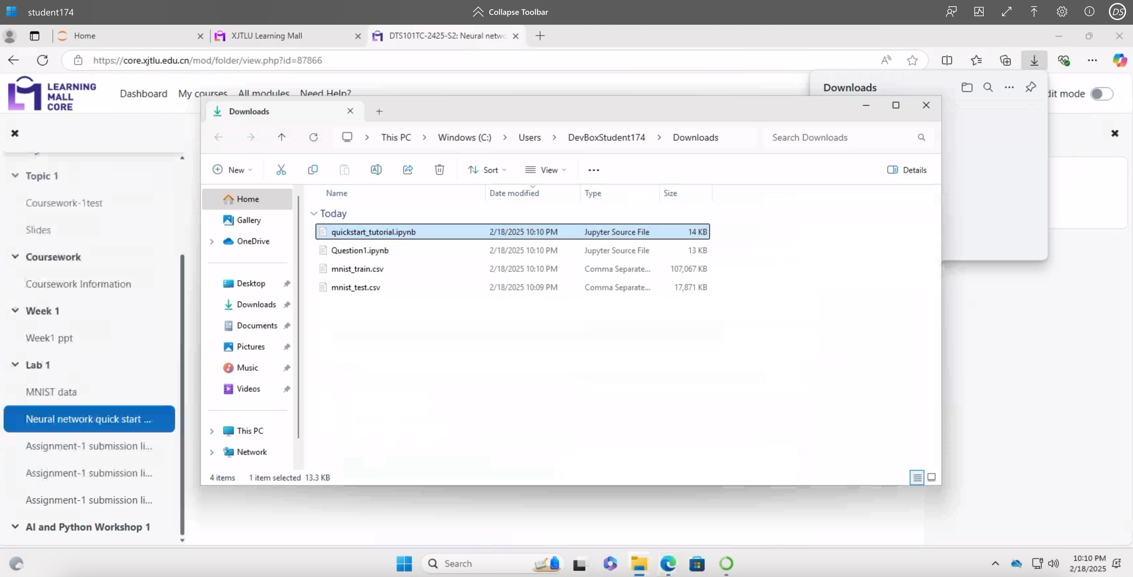 student174
Collapse Toolbar
DS
Home
XJTLU Learning Mall
DTS101TC-2425-S2: Neural netw
https://core.xjtlu.edu.cn/mod/folder/view.php?id=87866
LEARNING
MALL
CORE
Dashboard
My courses
All modules
Need Help?
Downloads
dit mode
Topic 1
Coursework-1test
Slides
Coursework
Coursework Information
Week 1
Week1 ppt
Lab 1
MNIST data
Neural network quick start ...
Assignment-1 submission li...
Assignment-1 submission li...
Assignment-1 submission li...
AI and Python Workshop 1
Downloads
This PC
Windows (C:)
Users
DevBoxStudent174
Downloads
Search Downloads
New
Sort
View
Details
Home
Gallery
OneDrive
Desktop
Downloads
Documents
Pictures
Music
Videos
This PC
Network
Name Date modified Type Size
Today
quickstart_tutorial.ipynb 2/18/2025 10:10 PM Jupyter Source File 14 KB
Question1.ipynb 2/18/2025 10:10 PM Jupyter Source File 13 KB
mnist_train.csv 2/18/2025 10:10 PM Comma Separate... 107,067 KB
mnist_test.csv 2/18/2025 10:09 PM Comma Separate... 17,871 KB
4 items 1 item selected 13.3 KB
Search
10:10 PM
2/18/2025